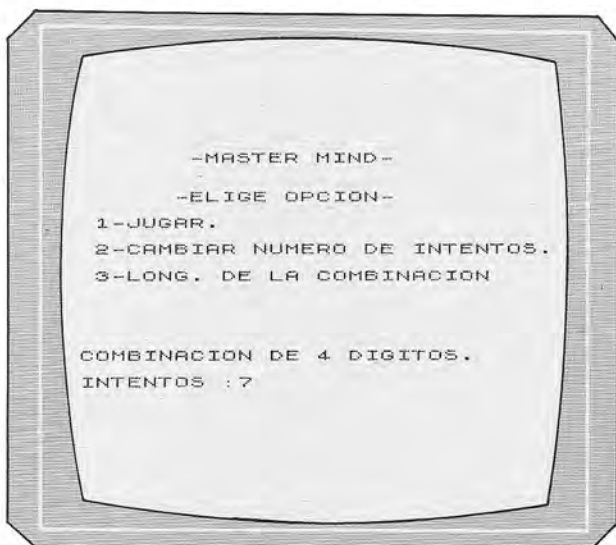 -MASTER MIND-
-ELIGE OPCION-
1-JUGAR.
2-CAMBIAR NUMERO DE INTENTOS.
3-LONG. DE LA COMBINACION
COMBINACION DE 4 DIGITOS.
INTENTOS :7